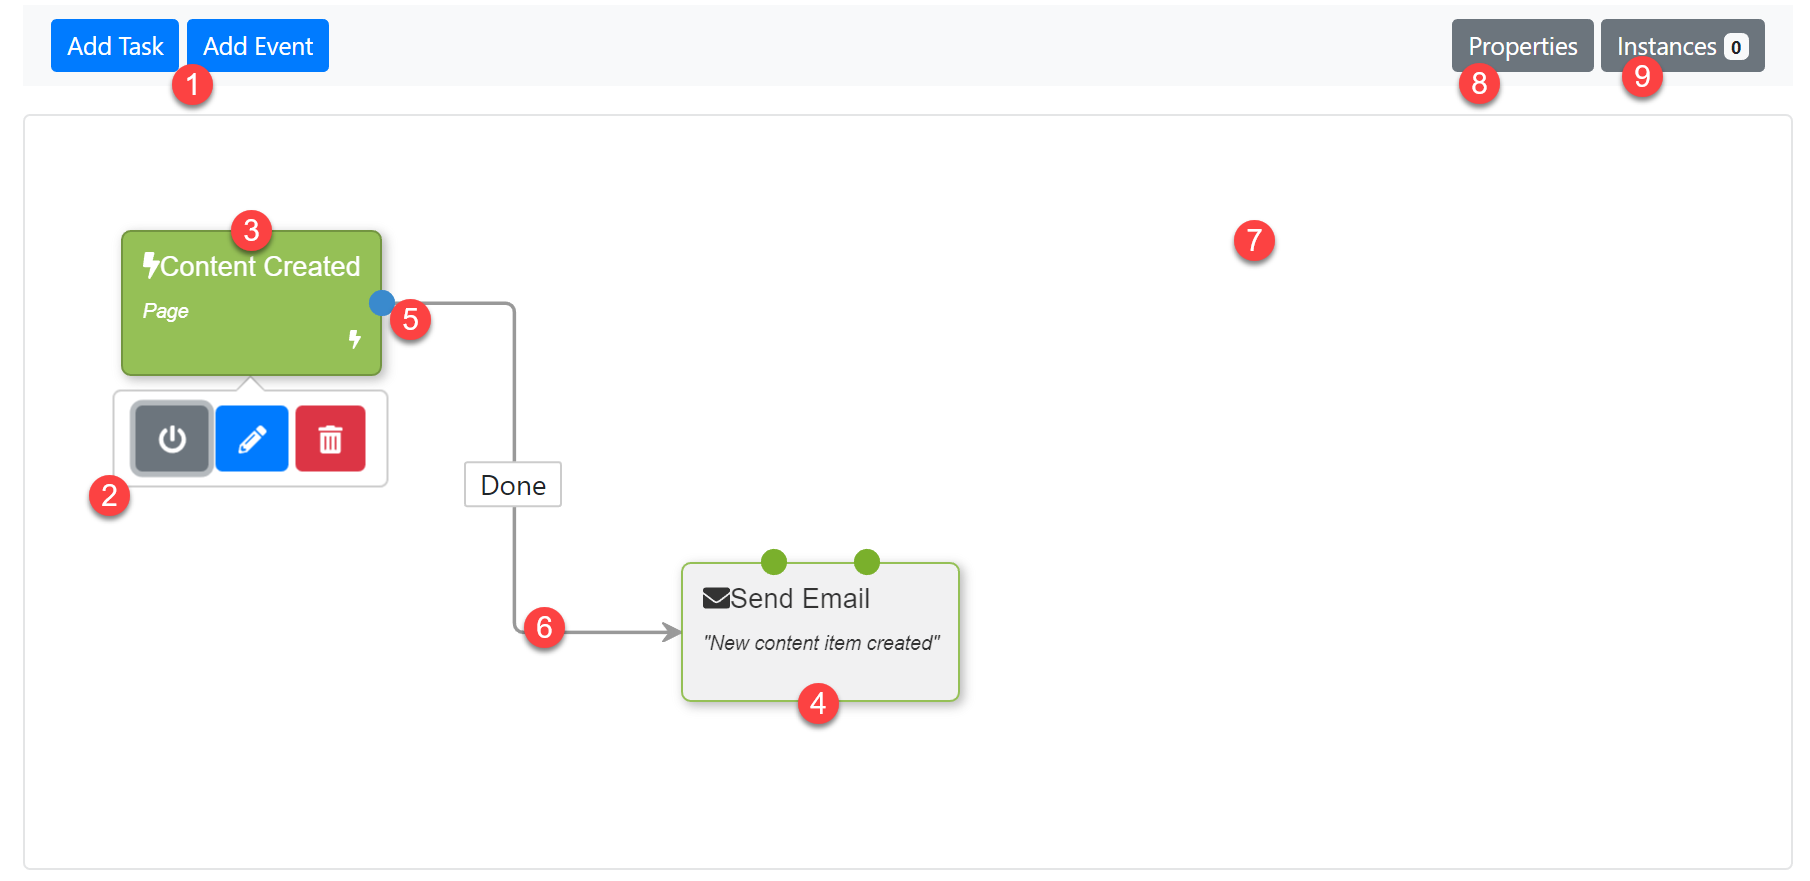 Add Task
Add Event
Properties
Instances 0
1
8
9
3
Content Created
Page
5
7
2
Done
6
Send Email
"New content item created"
4